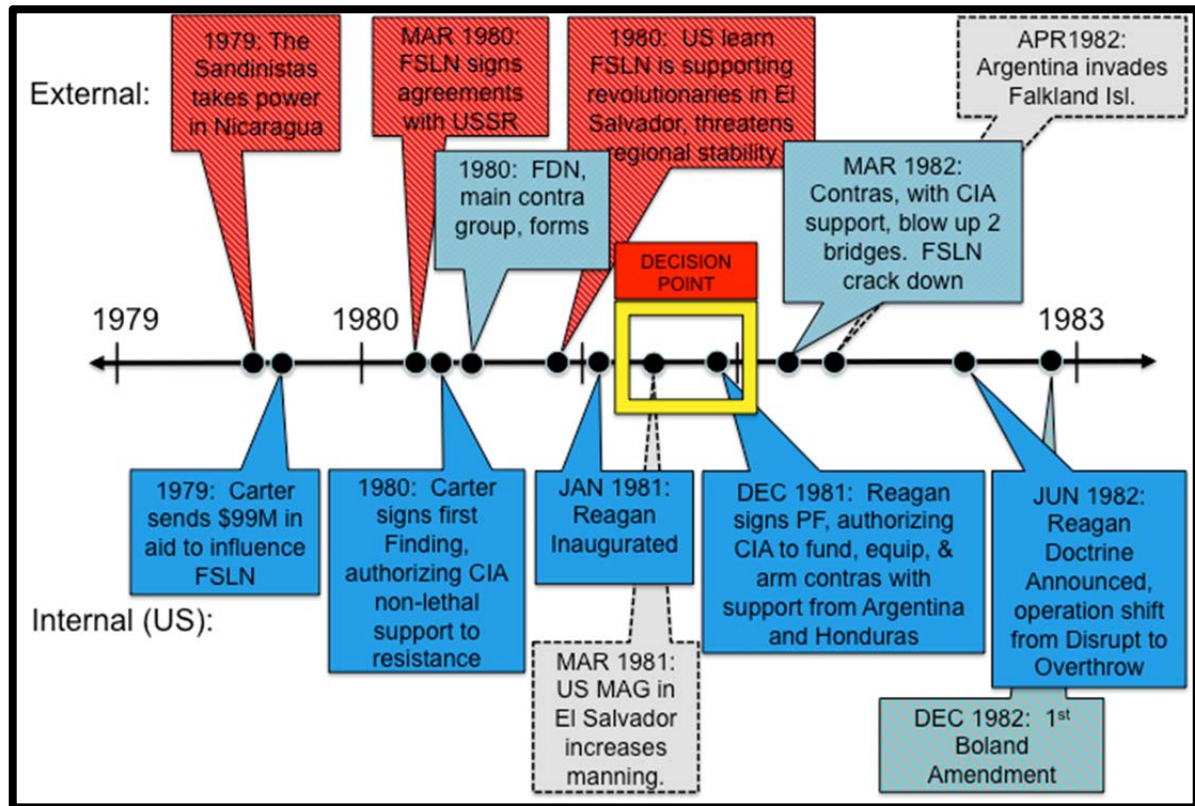 External:
1979: The
Sandinistas
takes power
in Nicaragua
MAR 1980:
FSLN signs
agreements
with USSR
1980: US learn
FSLN is supporting
revolutionaries in El
Salvador, threatens
regional stability
APR1982:
Argentina invades
Falkland Isl.
1980: FDN,
main contra
group, forms
MAR 1982:
Contras, with CIA
support, blow up 2
bridges. FSLN
crack down
DECISION
POINT
1979
1980
1983
1979: Carter
sends $99M in
aid to influence
FSLN
1980: Carter
signs first
Finding,
authorizing CIA
non-lethal
support to
resistance
JAN 1981:
Reagan
Inaugurated
DEC 1981: Reagan
signs PF, authorizing
CIA to fund, equip, &
arm contras with
support from Argentina
and Honduras
JUN 1982:
Reagan
Doctrine
Announced,
operation shift
from Disrupt to
Overthrow
Internal (US):
MAR 1981:
US MAG in
El Salvador
increases
manning.
DEC 1982: 1st
Boland
Amendment